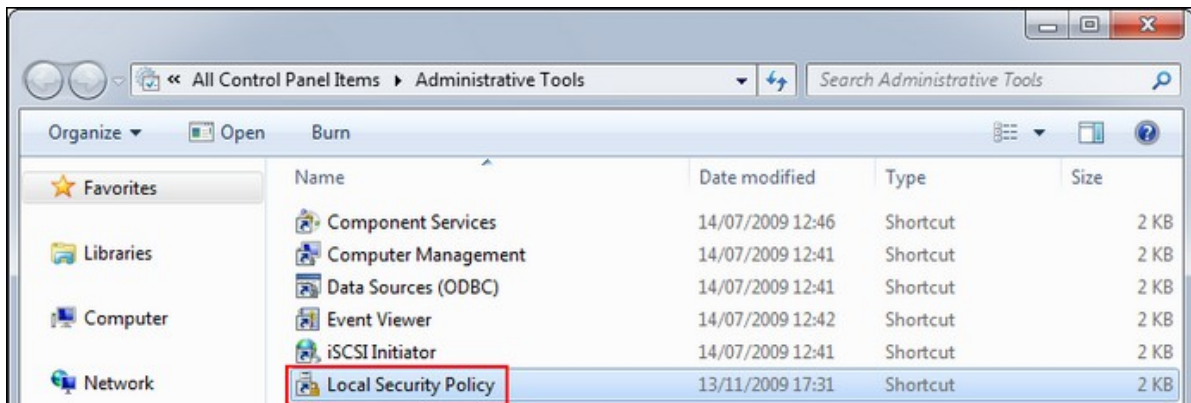 « All Control Panel Items ▸ Administrative Tools Search Administrative Tools
Organize Open Burn
Favorites
Libraries
Computer
Network
Name Date modified Type Size
Component Services 14/07/2009 12:46 Shortcut 2 KB
Computer Management 14/07/2009 12:41 Shortcut 2 KB
Data Sources (ODBC) 14/07/2009 12:41 Shortcut 2 KB
Event Viewer 14/07/2009 12:42 Shortcut 2 KB
iSCSI Initiator 14/07/2009 12:41 Shortcut 2 KB
Local Security Policy 13/11/2009 17:31 Shortcut 2 KB